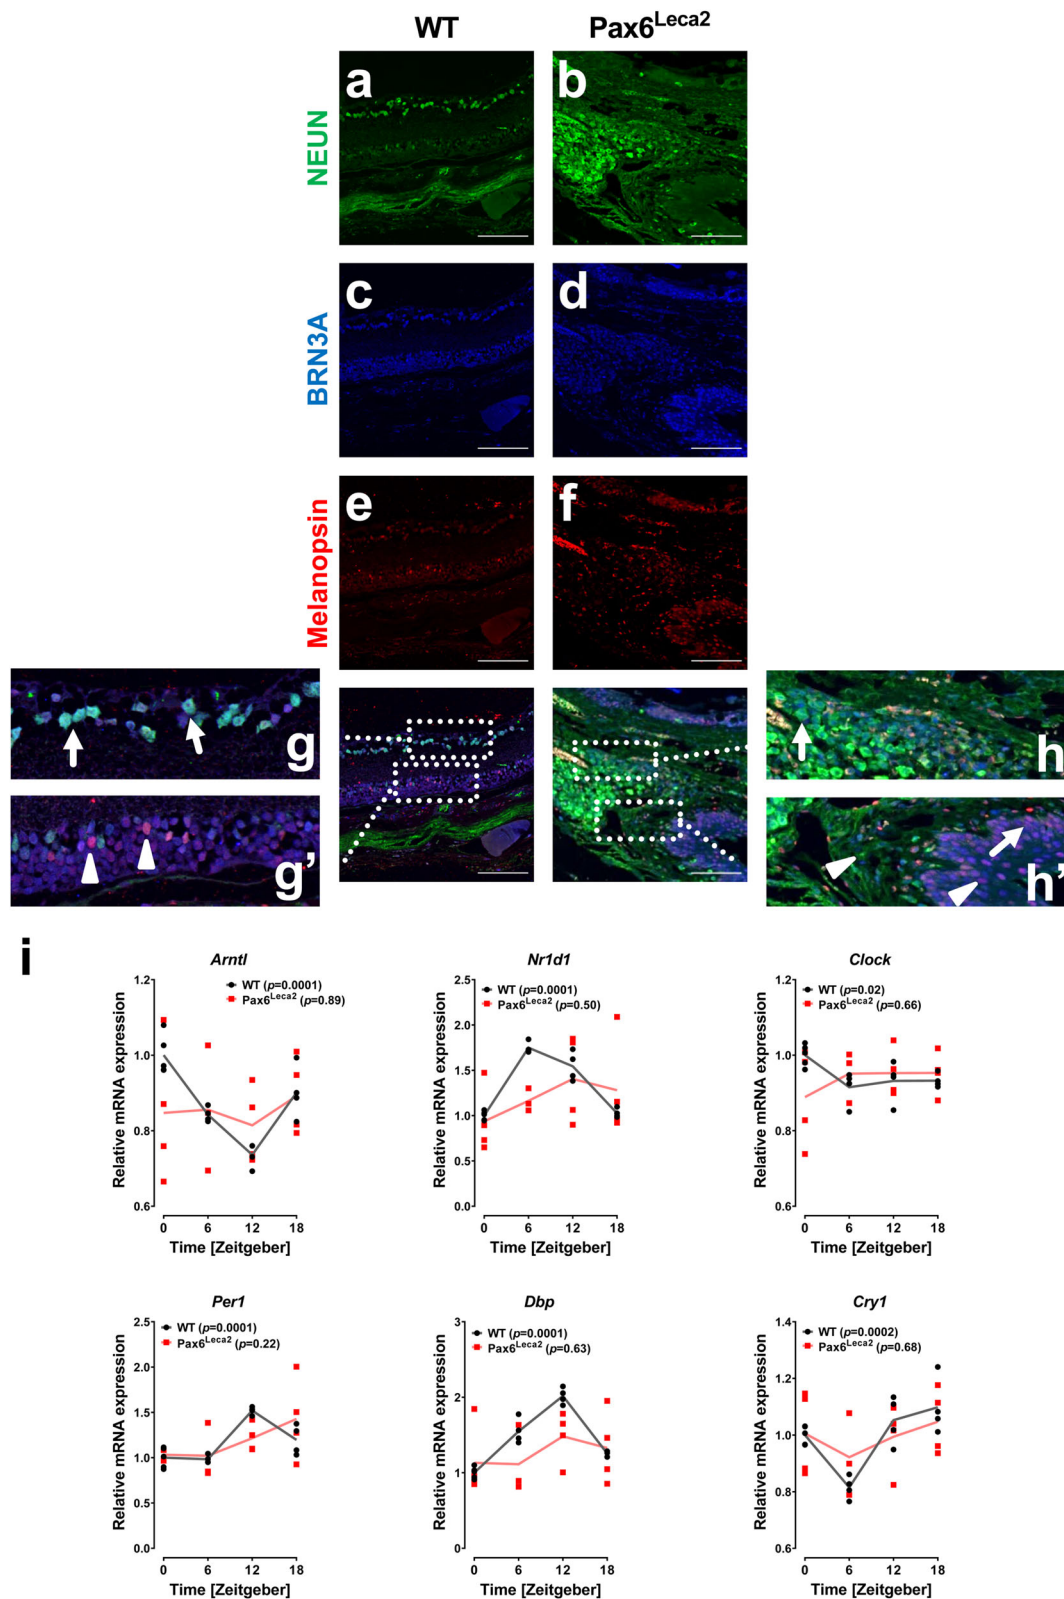 WT Pax6Leca2
NEUN
a b
BRN3A
c d
Melanopsin
e f
g h
g' h'
i
Arntl
Relative mRNA expression
1.2
1.0
0.8
0.6
WT (p=0.0001)
Pax6Leca2 (p=0.89)
0 6 12 18
Time [Zeitgeber]
Nr1d1
Relative mRNA expression
2.5
2.0
1.5
1.0
0.5
0.0
WT (p=0.0001)
Pax6Leca2 (p=0.50)
0 6 12 18
Time [Zeitgeber]
Clock
Relative mRNA expression
1.2
1.0
0.8
0.6
WT (p=0.02)
Pax6Leca2 (p=0.66)
0 6 12 18
Time [Zeitgeber]
Per1
Relative mRNA expression
2.5
2.0
1.5
1.0
0.5
0.0
WT (p=0.0001)
Pax6Leca2 (p=0.22)
0 6 12 18
Time [Zeitgeber]
Dbp
Relative mRNA expression
3
2
1
0
WT (p=0.0001)
Pax6Leca2 (p=0.63)
0 6 12 18
Time [Zeitgeber]
Cry1
Relative mRNA expression
1.4
1.2
1.0
0.8
0.6
WT (p=0.0002)
Pax6Leca2 (p=0.68)
0 6 12 18
Time [Zeitgeber]